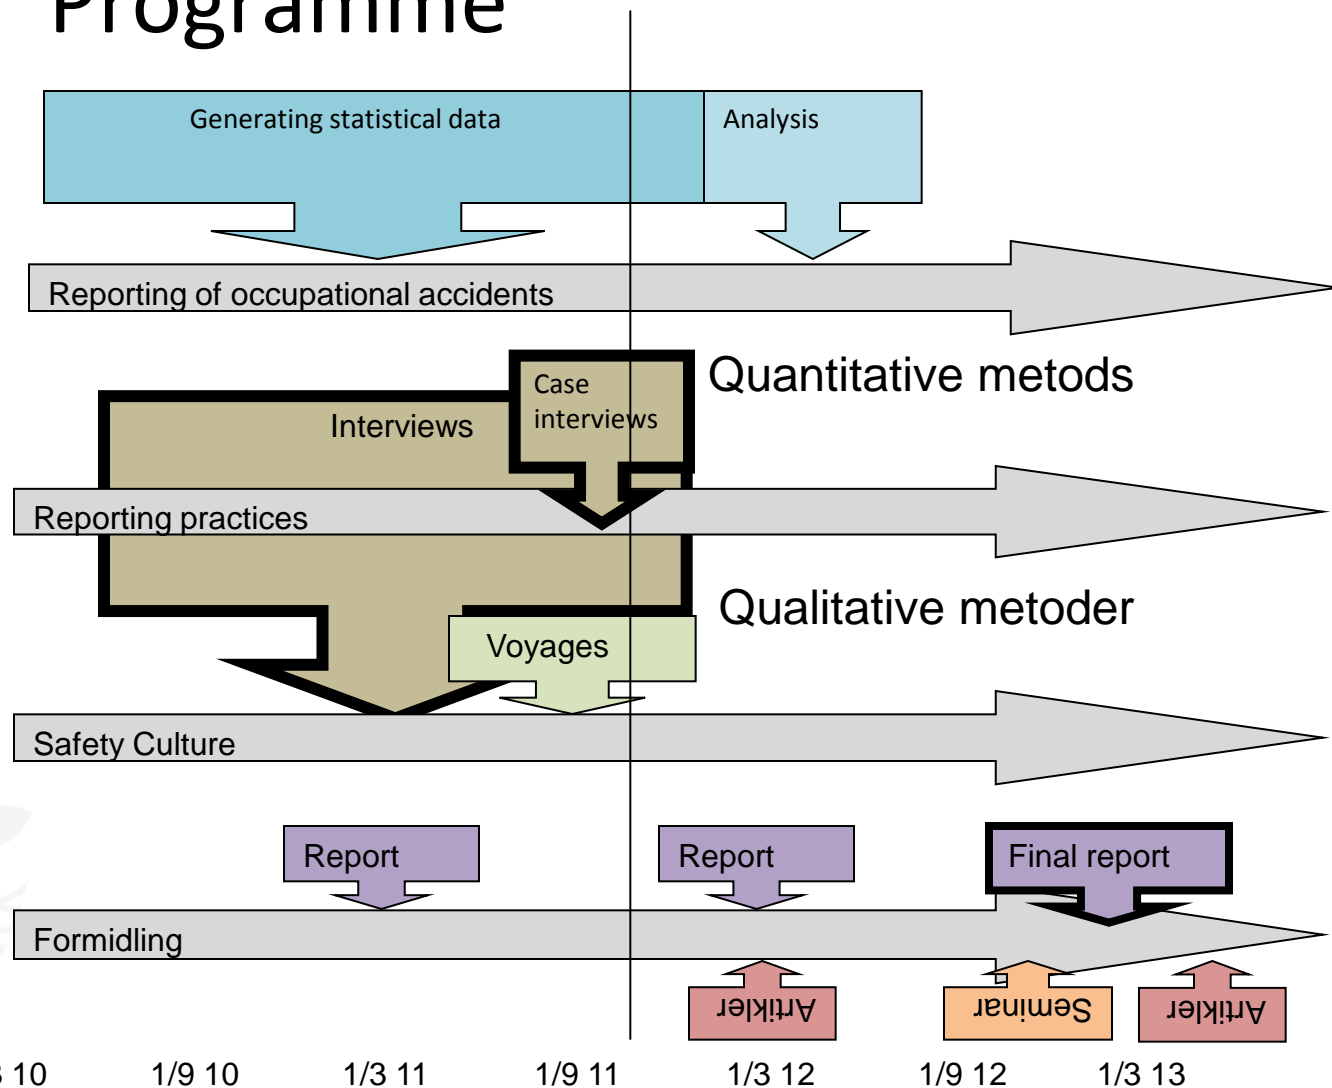 Programme
Generating statistical data
Analysis
Reporting of occupational accidents
Quantitative metods
Case
interviews
Interviews
Reporting practices
Qualitative metoder
Voyages
Safety Culture
Report
Report
Final report
Formidling
Artikler
Seminar
Artikler
10
1/9 10
1/3 11
1/9 11
1/3 12
1/9 12
1/3 13